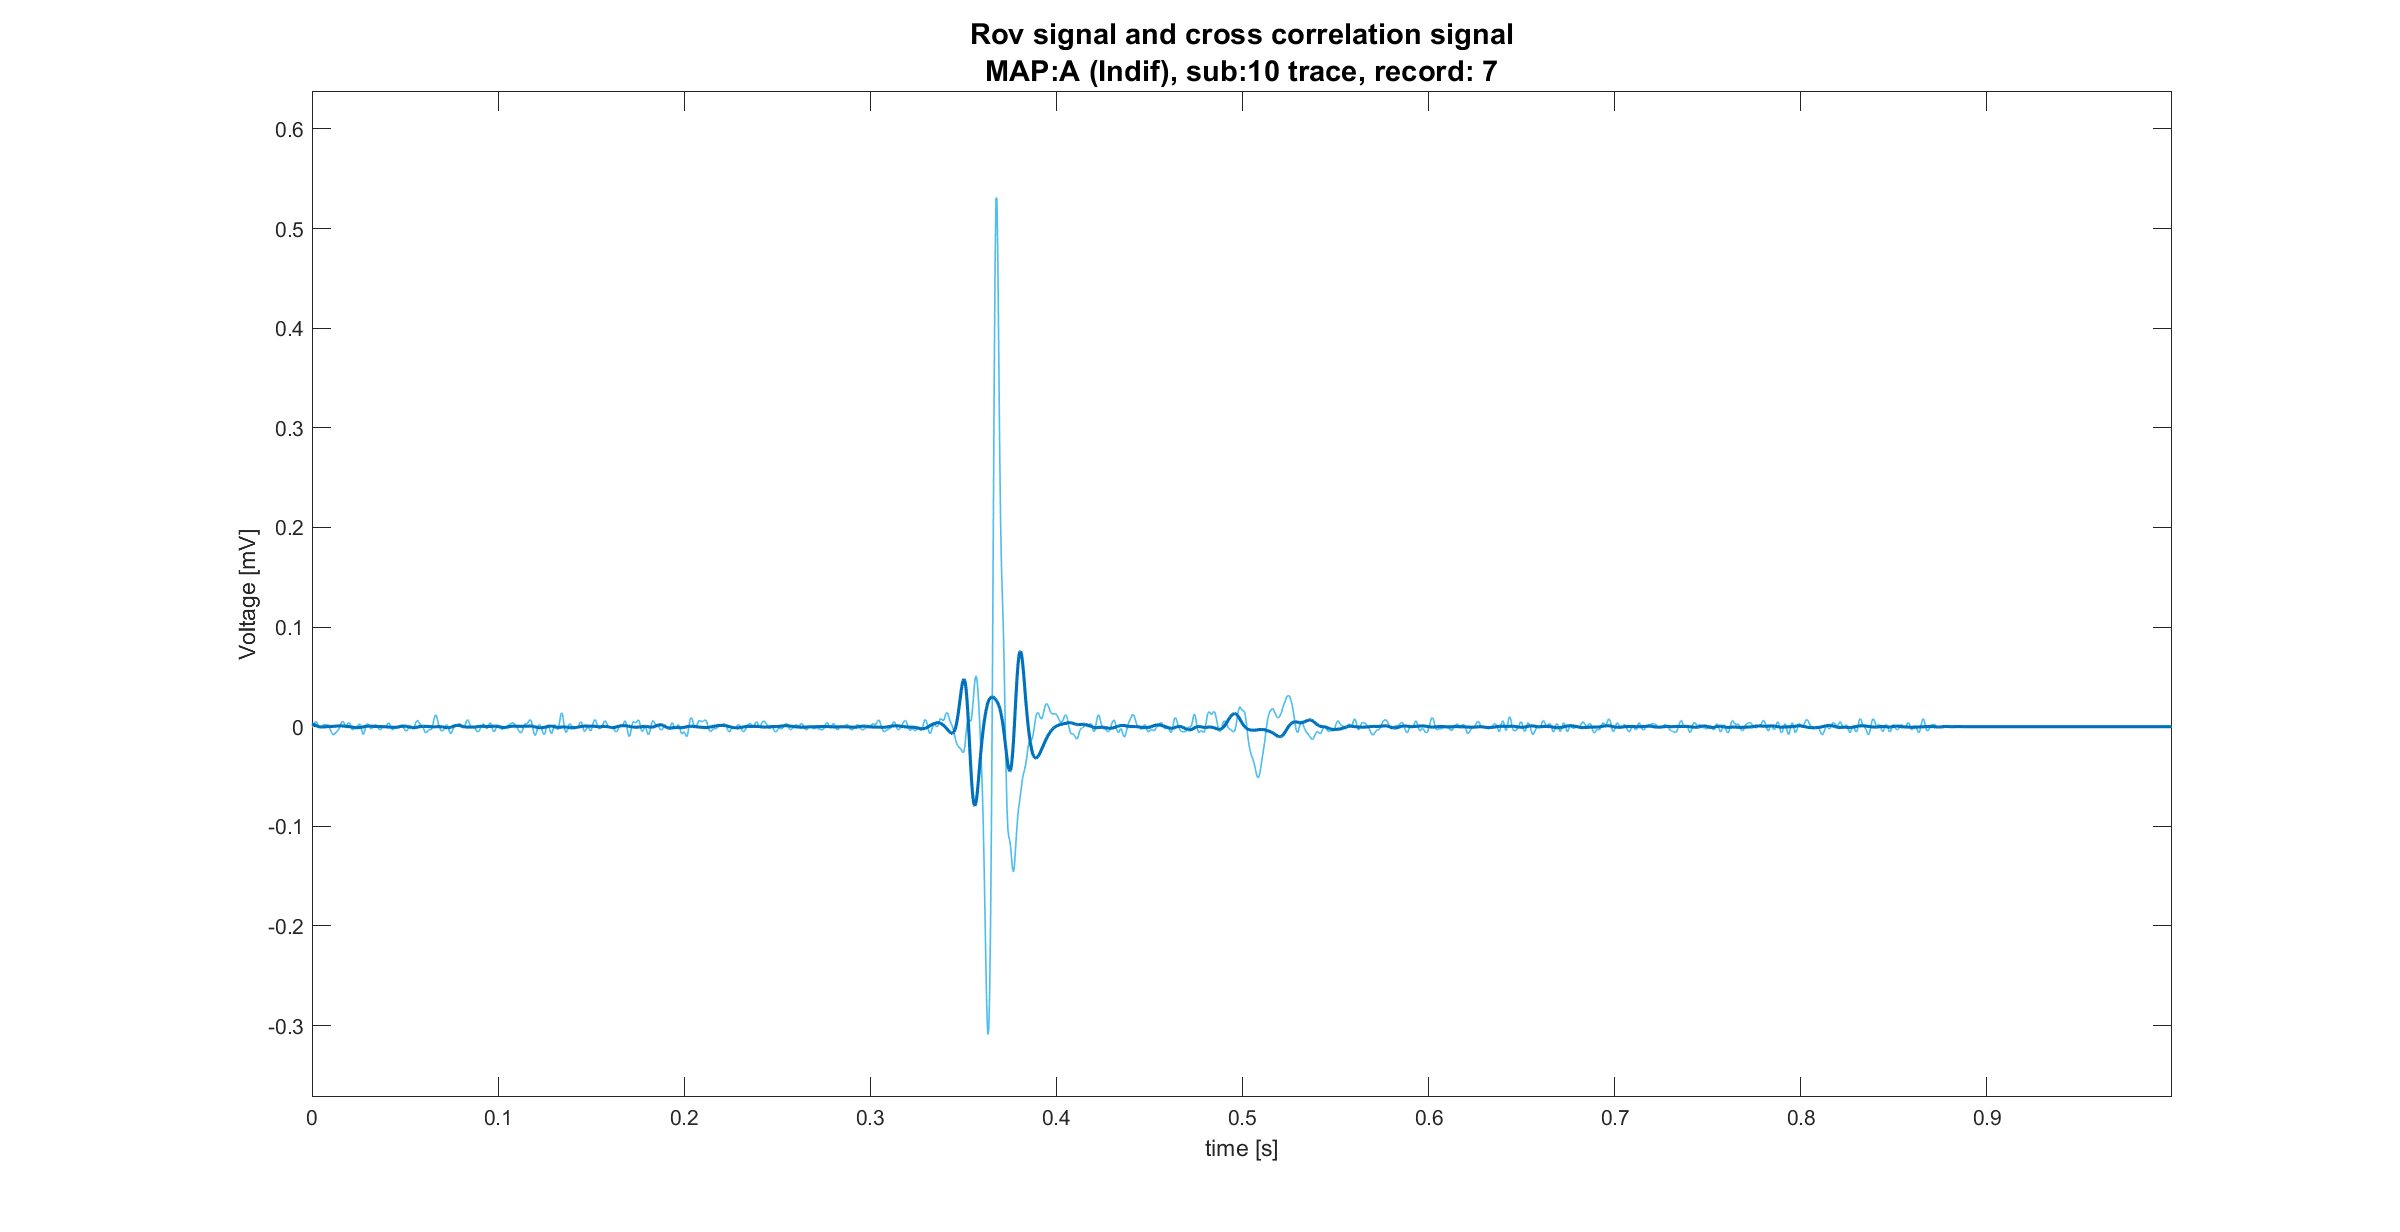 Rov signal and cross correlation signal
MAP:A (Indif), sub:10 trace, record: 7
0.6
0.5
0.4
0.3
0.2
0.1
0
-0.1
-0.2
-0.3
Voltage [mV]
0 0.1 0.2 0.3 0.4 0.5 0.6 0.7 0.8 0.9
time [s]